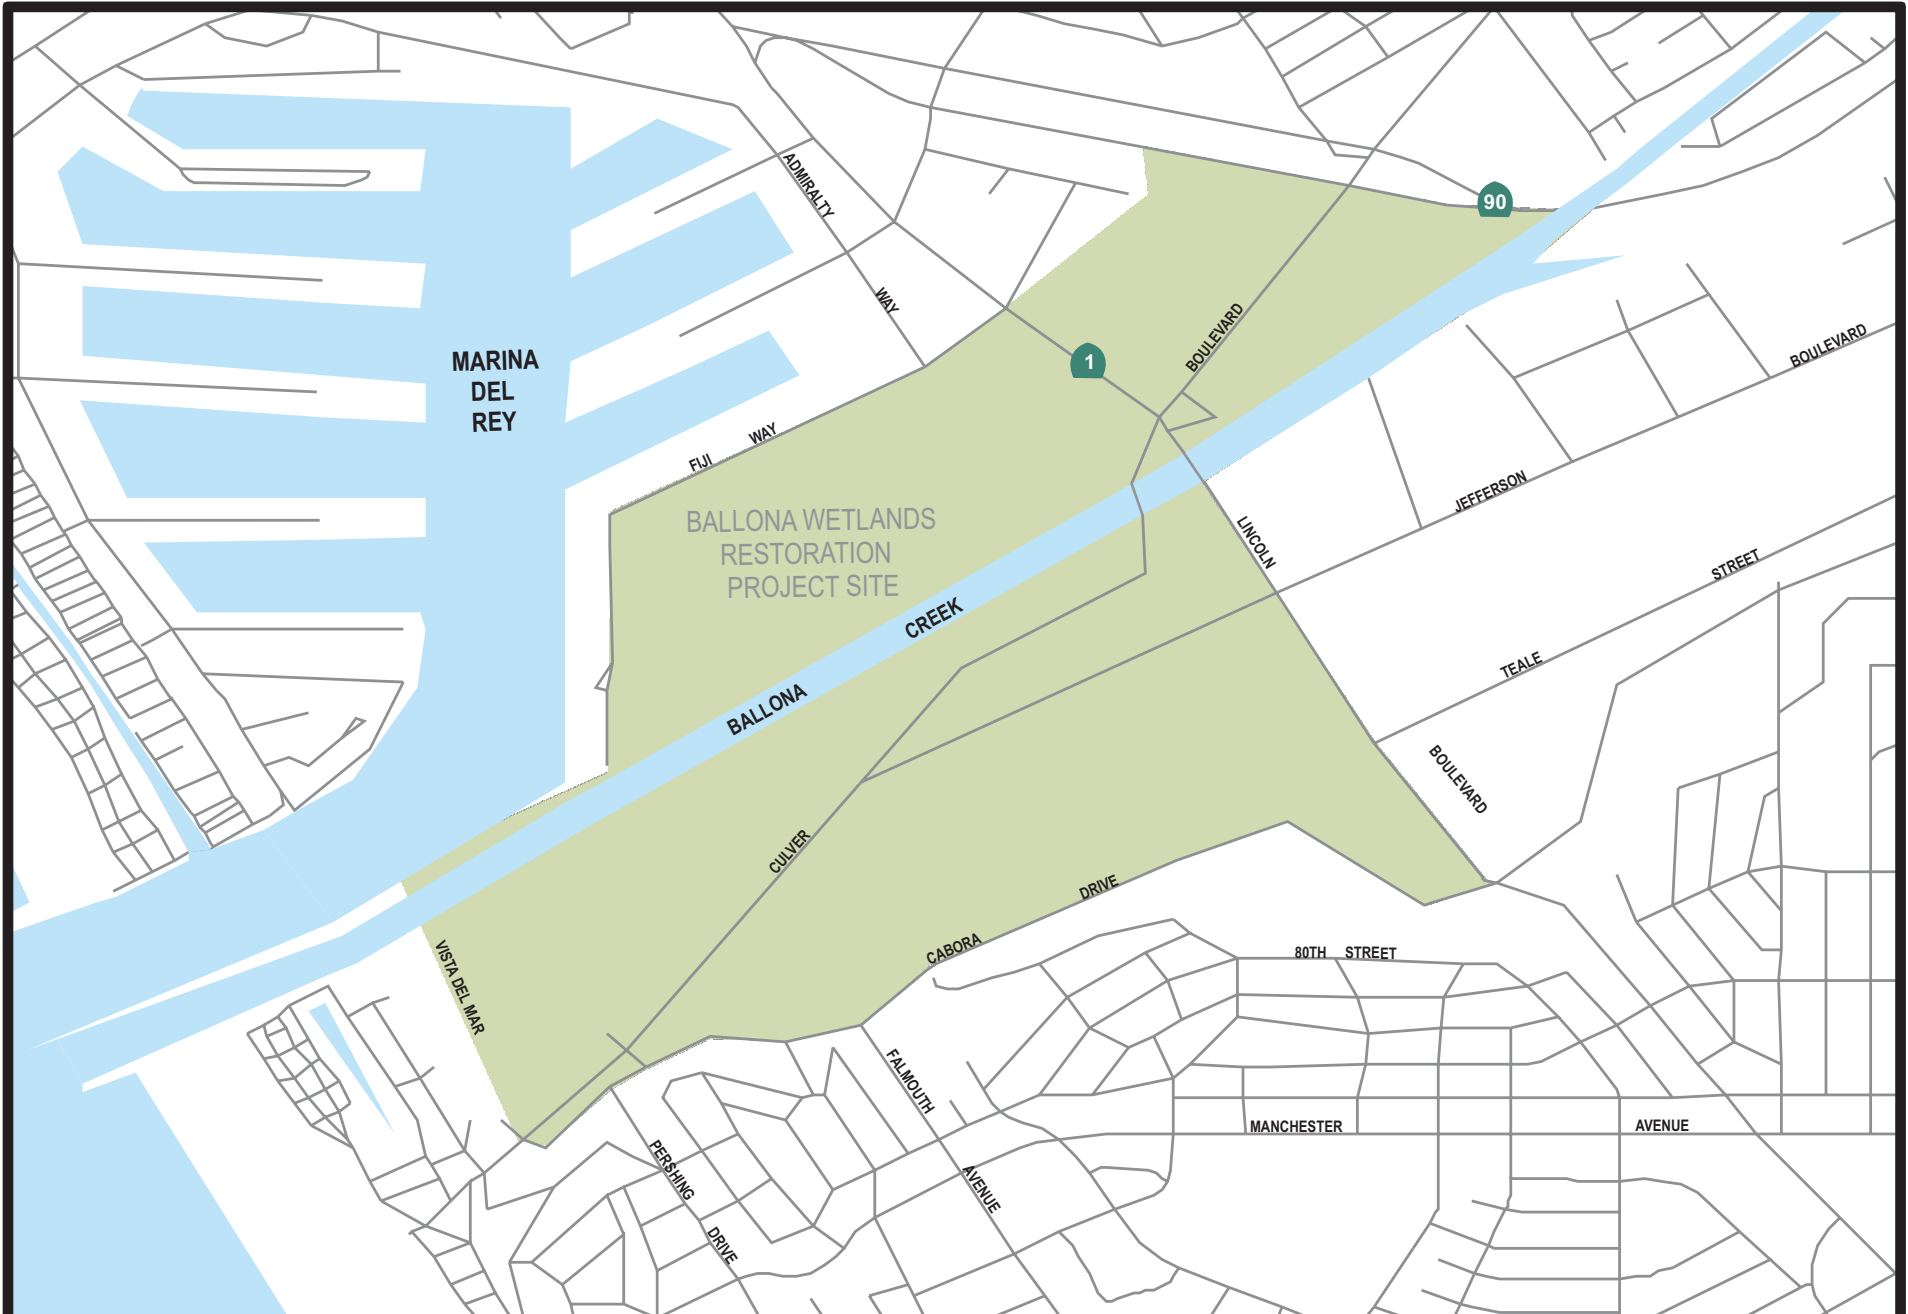 ADMIRALTY
WAY
90
1
BOULEVARD
BOULEVARD
MARINA
DEL
REY
FIJI WAY
BALLONA WETLANDS
RESTORATION
PROJECT SITE
JEFFERSON
LINCOLN
STREET
CREEK
TEALE
BALLONA
BOULEVARD
CULVER
DRIVE
CABORA
VISTA DEL MAR
80TH STREET
FALMOUTH
MANCHESTER
AVENUE
PERSHING
AVENUE
DRIVE